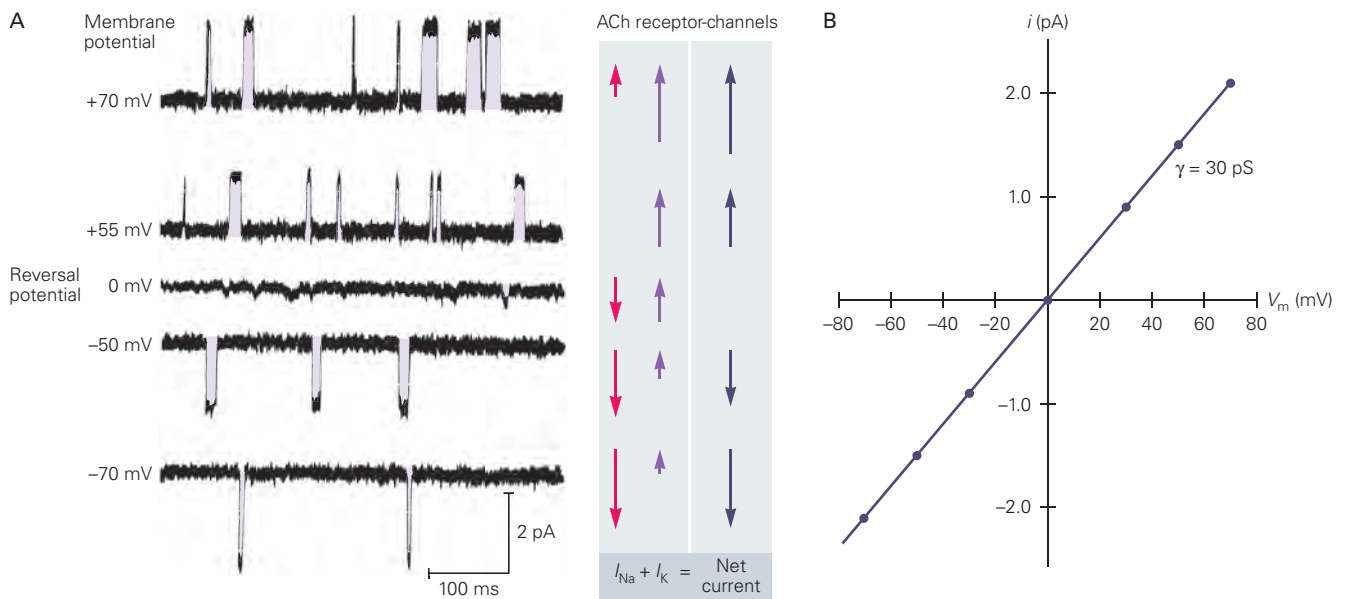 A
Membrane
potential
+70 mV
+55 mV
Reversal
potential
0 mV
–50 mV
–70 mV
2 pA
100 ms
ACh receptor-channels
I_Na + I_K = Net
current
B
i (pA)
2.0
γ = 30 pS
1.0
V_m (mV)
–80 –60 –40 –20 20 40 60 80
–1.0
–2.0